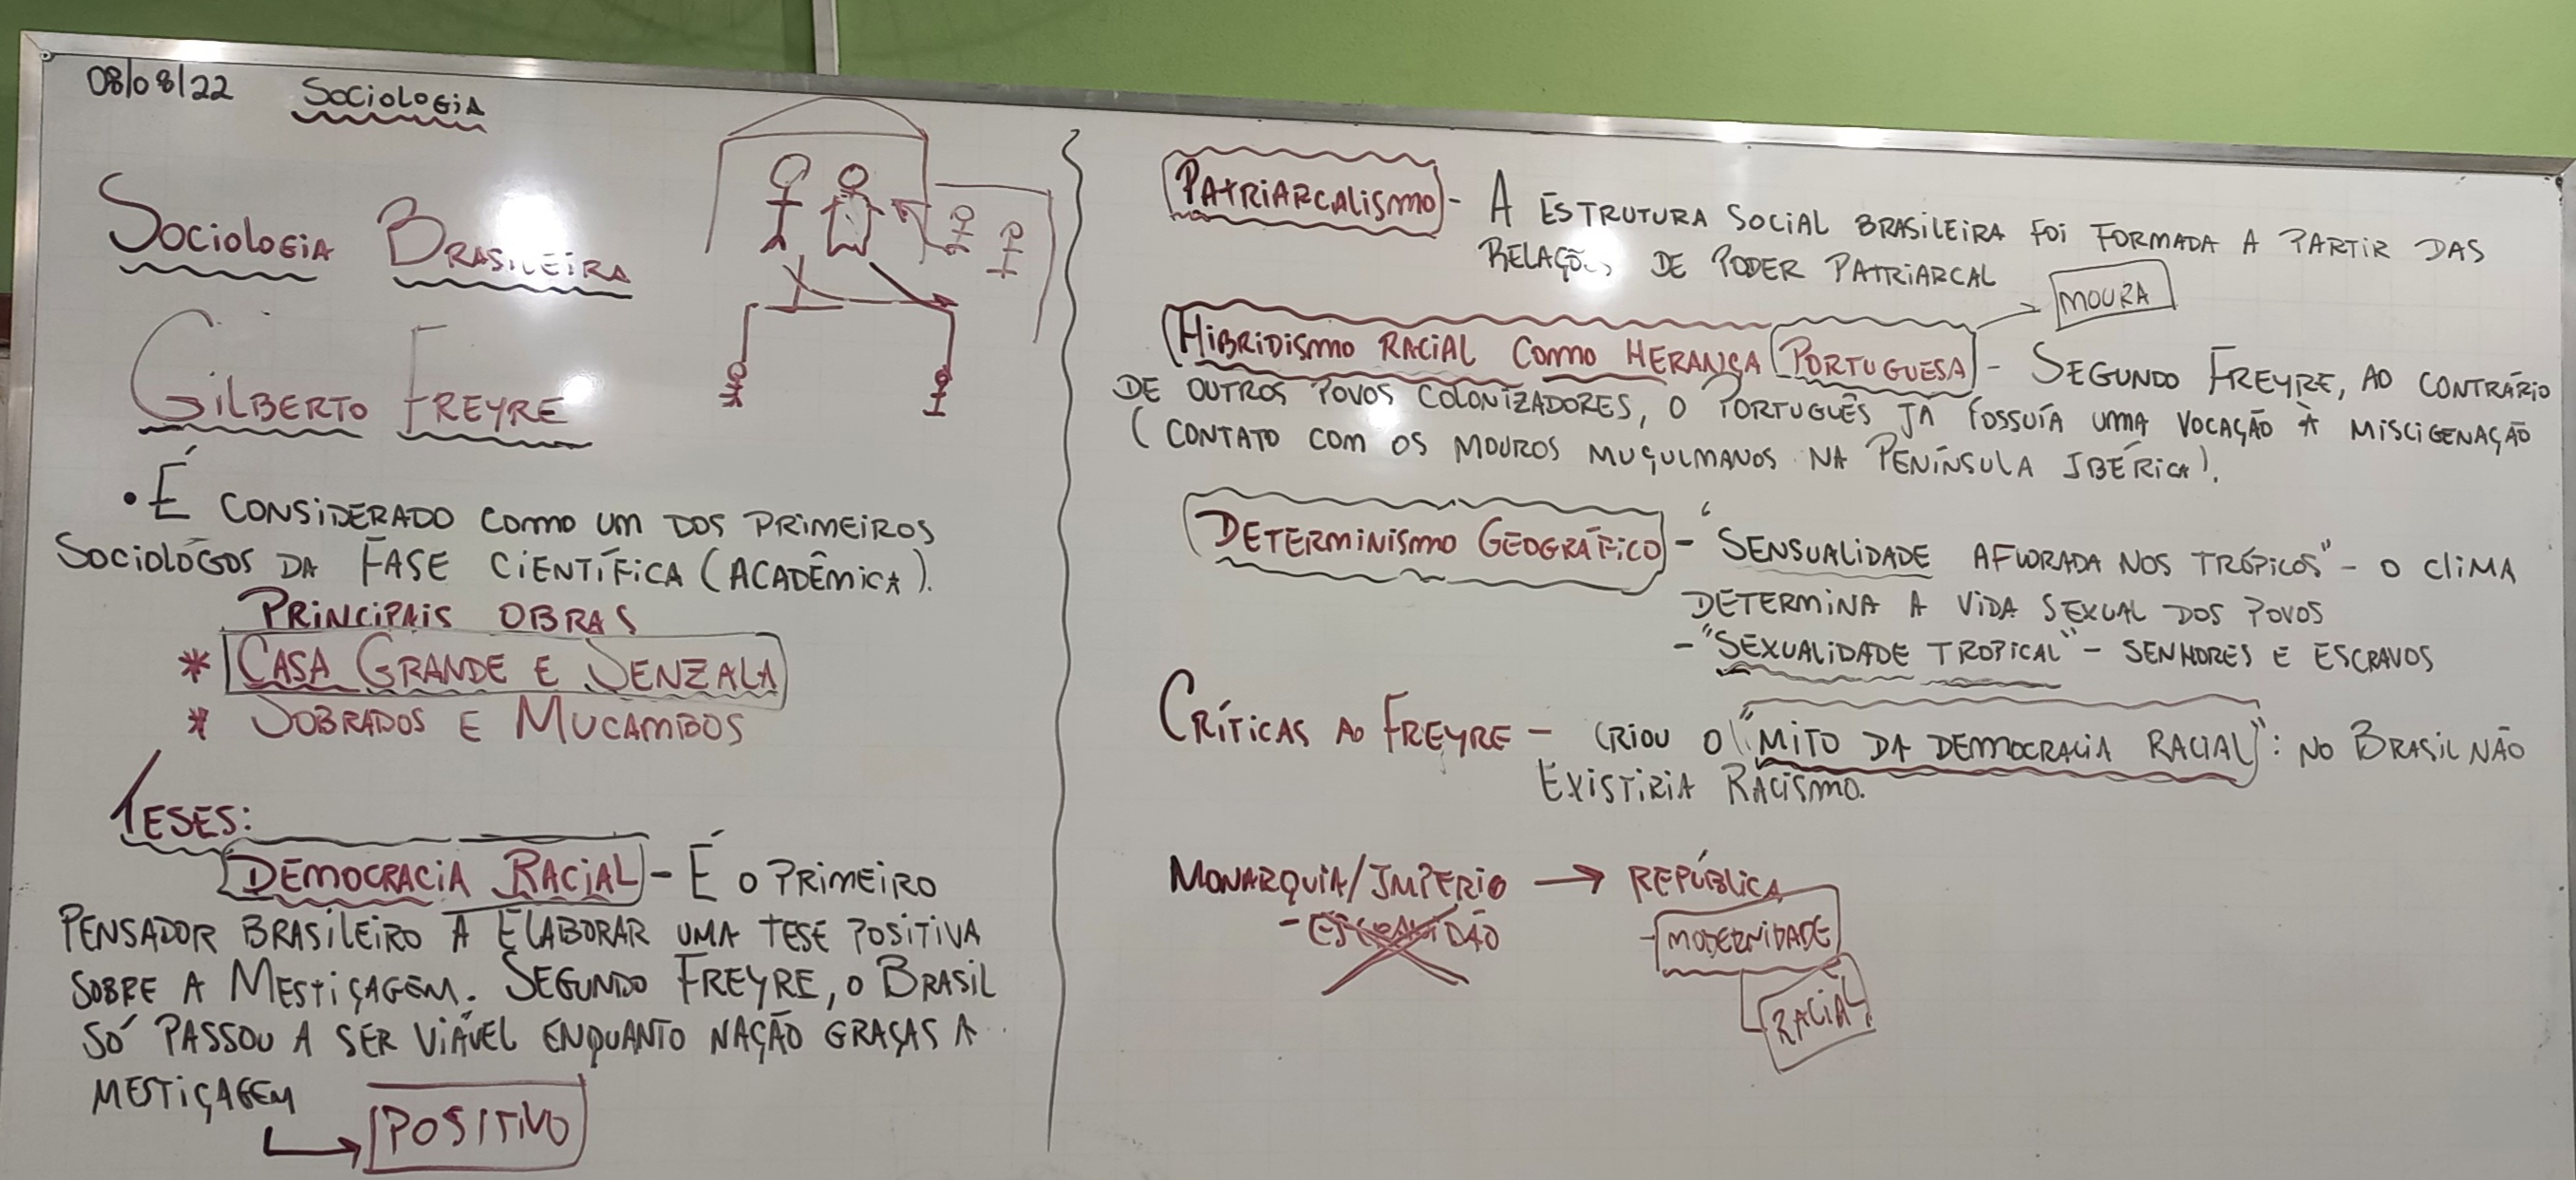 08/08/22 Sociologia
Sociologia Brasileira
Gilberto Freyre
• É considerado como um dos primeiros
sociológos da fase científica (acadêmica).
Principais obras
* Casa Grande e Senzala
* Sobrados e Mucambos
Teses:
Democracia Racial - É o primeiro
pensador brasileiro a elaborar uma tese positiva
sobre a mestiçagem. Segundo Freyre, o Brasil
só passou a ser viável enquanto nação graças a
mestiçagem
Positivo
Patriarcalismo - A estrutura social brasileira foi formada a partir das
relações de poder patriarcal
Moura
Hibridismo racial como herança portuguesa - Segundo Freyre, ao contrário
de outros povos colonizadores, o português já possuía uma vocação à miscigenação
(contato com os mouros muçulmanos na Península Ibérica).
Determinismo Geográfico - "Sensualidade aflorada nos trópicos" - o clima
determina a vida sexual dos povos
- "Sexualidade tropical" - senhores e escravos
Críticas ao Freyre - criou o "mito da democracia racial": no Brasil não
existiria racismo.
Monarquia/Império → República
- Escravidão - Modernidade
Racial